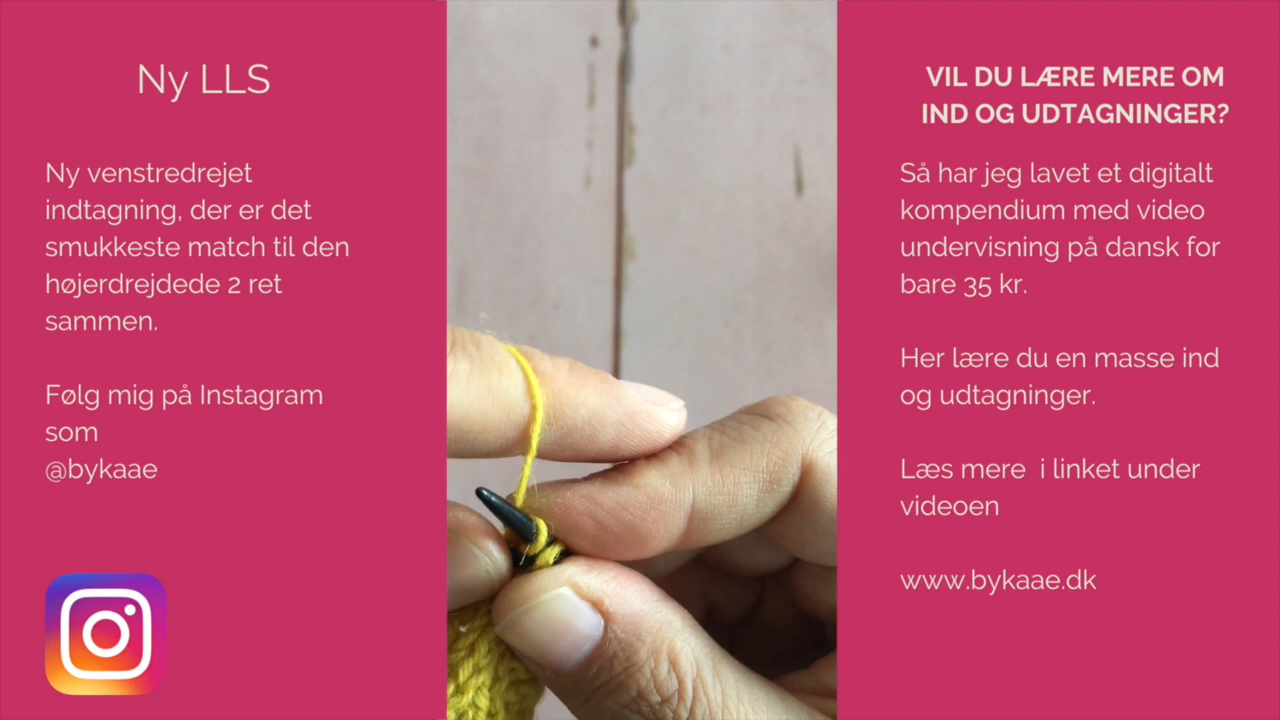 Ny LLS
Ny venstredrejet
indtagning, der er det
smukkeste match til den
højerdrejdede 2 ret
sammen.
Følg mig på Instagram
som
@bykaae
VIL DU LÆRE MERE OM
IND OG UDTAGNINGER?
Så har jeg lavet et digitalt
kompendium med video
undervisning på dansk for
bare 35 kr.
Her lære du en masse ind
og udtagninger.
Læs mere  i linket under
videoen
www.bykaae.dk